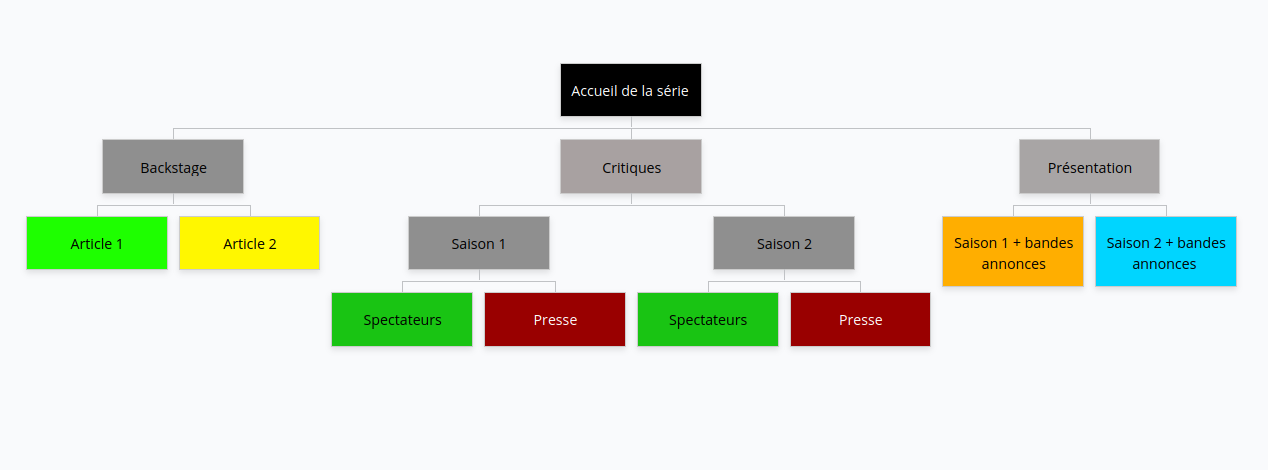 Accueil de la série
Backstage
Critiques
Présentation
Article 1
Article 2
Saison 1
Saison 2
Saison 1 + bandes
annonces
Saison 2 + bandes
annonces
Spectateurs
Presse
Spectateurs
Presse